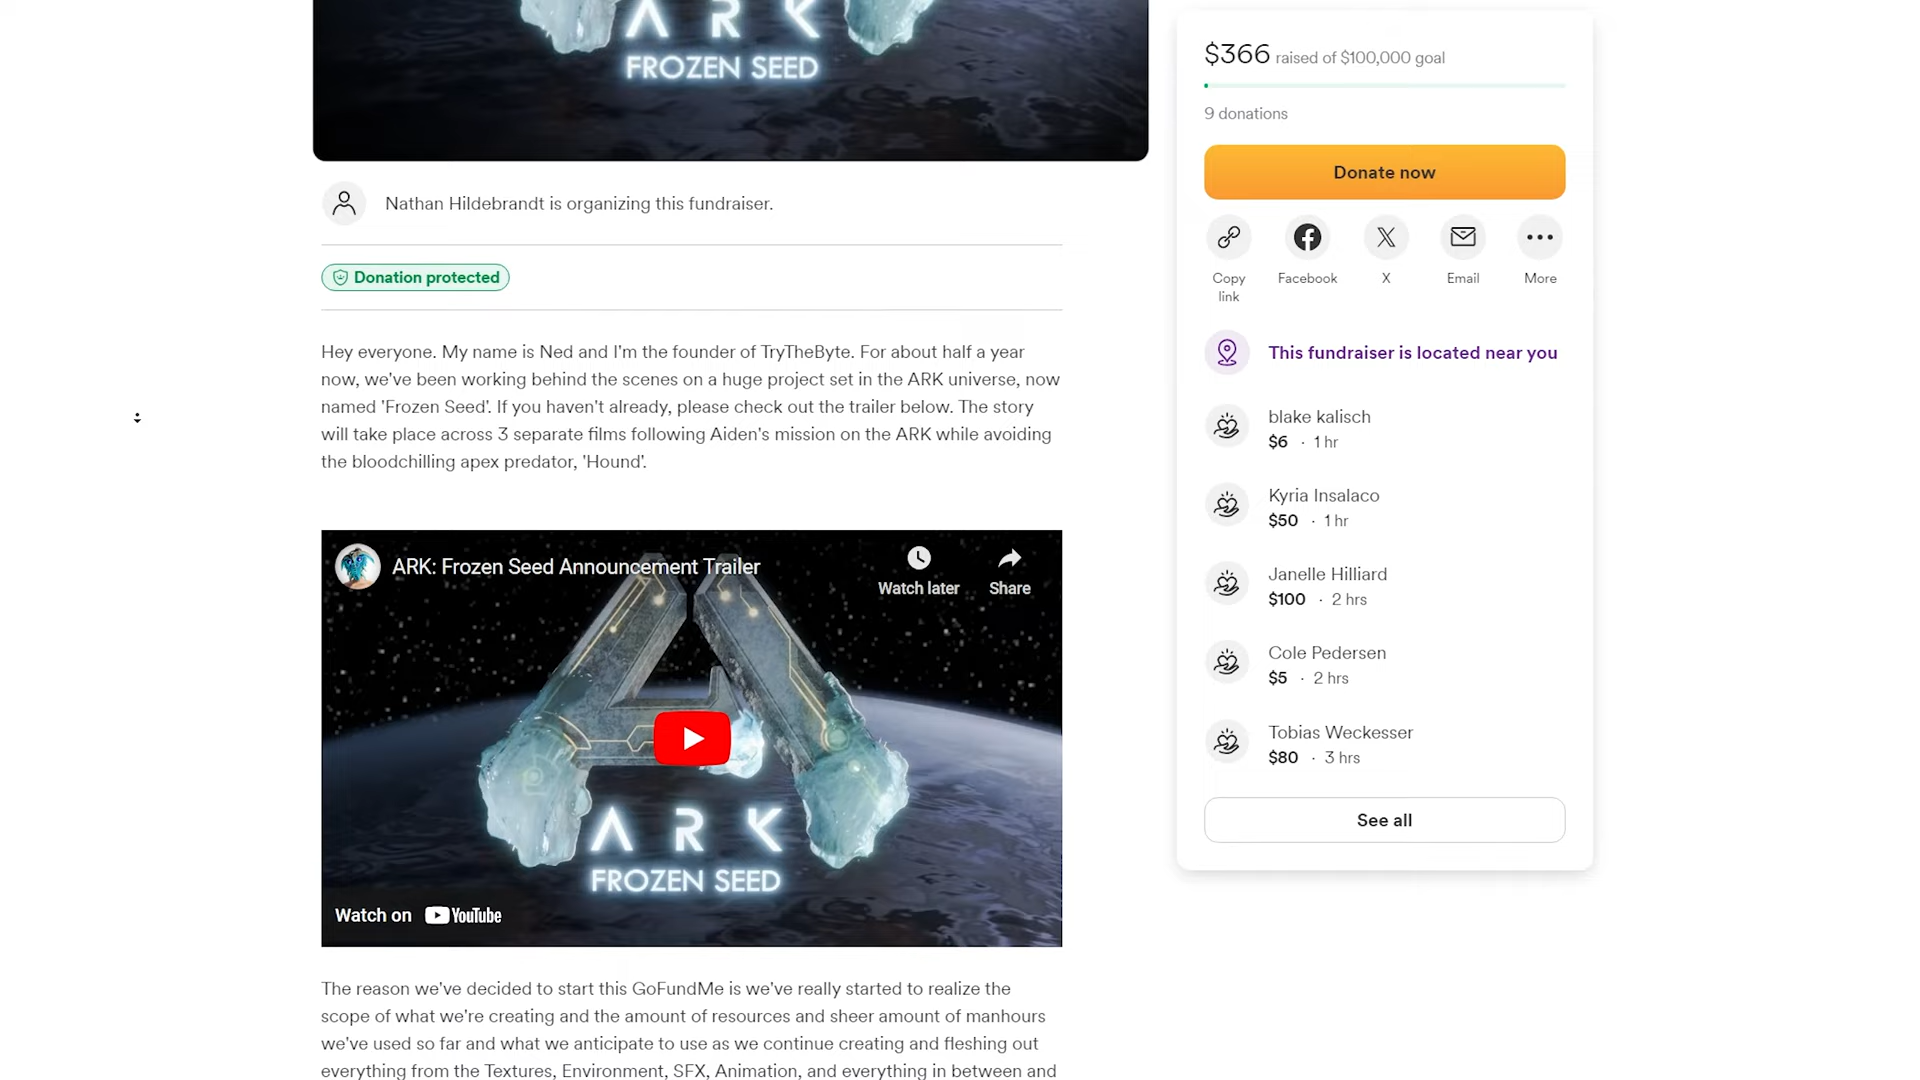 ARK
FROZEN SEED
Nathan Hildebrandt is organizing this fundraiser.
Donation protected
Hey everyone. My name is Ned and I'm the founder of TryTheByte. For about half a year
now, we've been working behind the scenes on a huge project set in the ARK universe, now
named 'Frozen Seed'. If you haven't already, please check out the trailer below. The story
will take place across 3 separate films following Aiden's mission on the ARK while avoiding
the bloodchilling apex predator, 'Hound'.
ARK: Frozen Seed Announcement Trailer
Watch later
Share
ARK
FROZEN SEED
Watch on YouTube
The reason we've decided to start this GoFundMe is we've really started to realize the
scope of what we're creating and the amount of resources and sheer amount of manhours
we've used so far and what we anticipate to use as we continue creating and fleshing out
everything from the Textures, Environment, SFX, Animation, and everything in between and
$366 raised of $100,000 goal
9 donations
Donate now
Copy link
Facebook
X
Email
More
This fundraiser is located near you
blake kalisch
$6 · 1 hr
Kyria Insalaco
$50 · 1 hr
Janelle Hilliard
$100 · 2 hrs
Cole Pedersen
$5 · 2 hrs
Tobias Weckesser
$80 · 3 hrs
See all